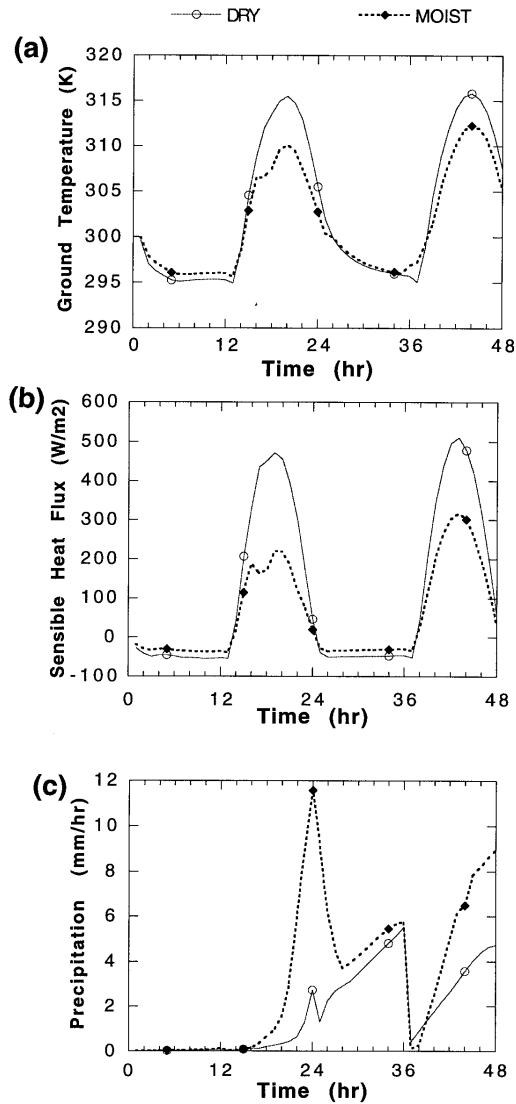 DRY MOIST
(a)
Ground Temperature (K)
325
320
315
310
305
300
295
290
0 12 24 36 48
Time (hr)
(b)
Sensible Heat Flux (W/m2)
600
500
400
300
200
100
0
-100
0 12 24 36 48
Time (hr)
(c)
Precipitation (mm/hr)
12
10
8
6
4
2
0
0 12 24 36 48
Time (hr)